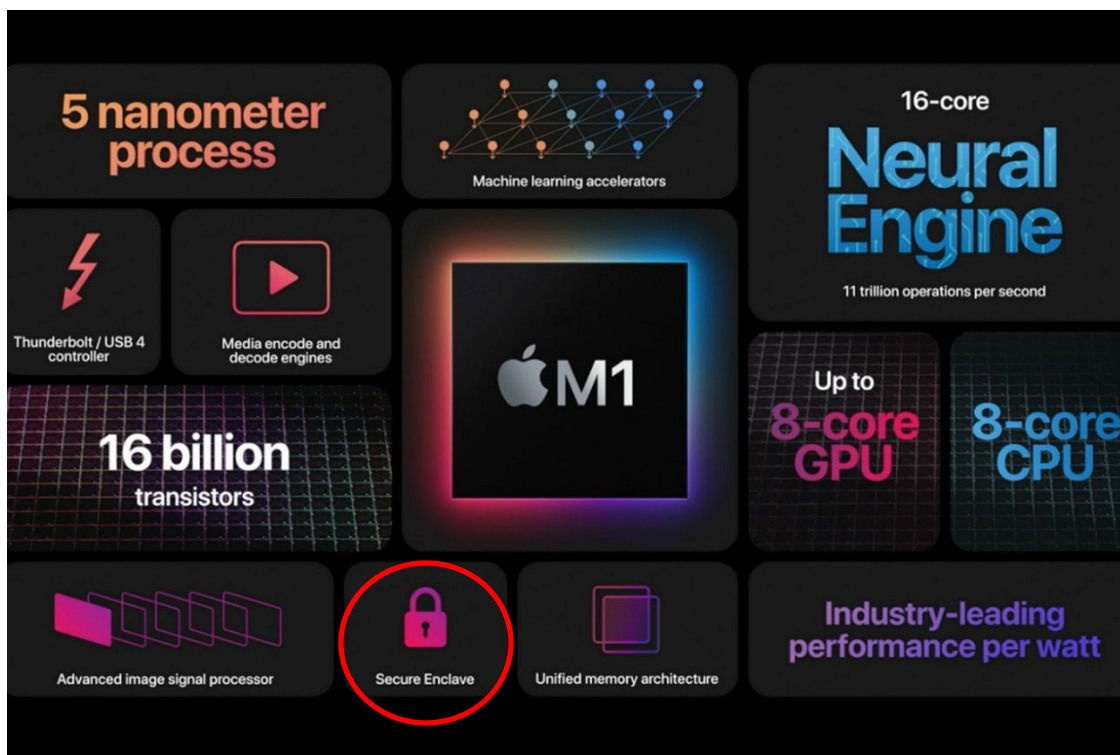 5 nanometer
process
Machine learning accelerators
16-core
Neural
Engine
11 trillion operations per second
Thunderbolt / USB 4
controller
Media encode and
decode engines
M1
Up to
8-core
GPU
8-core
CPU
16 billion
transistors
Advanced image signal processor
Secure Enclave
Unified memory architecture
Industry-leading
performance per watt